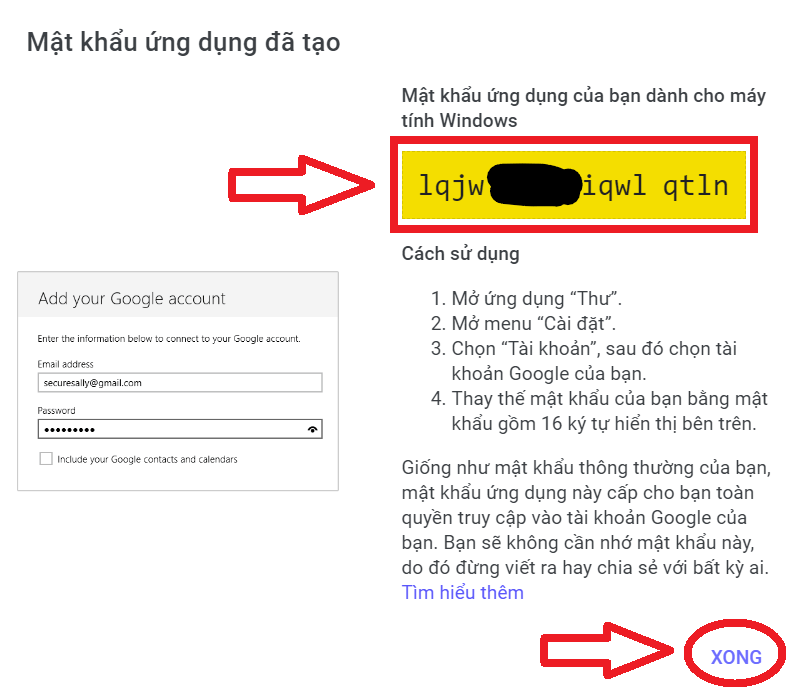 Mật khẩu ứng dụng đã tạo
Mật khẩu ứng dụng của bạn dành cho máy
tính Windows
lqjw iqwl qtln
Add your Google account
Enter the information below to connect to your Google account.
Email address
securesally@gmail.com
Password
•••••••••
Include your Google contacts and calendars
Cách sử dụng
1. Mở ứng dụng “Thư”.
2. Mở menu “Cài đặt”.
3. Chọn “Tài khoản”, sau đó chọn tài
khoản Google của bạn.
4. Thay thế mật khẩu của bạn bằng mật
khẩu gồm 16 ký tự hiển thị bên trên.
Giống như mật khẩu thông thường của bạn,
mật khẩu ứng dụng này cấp cho bạn toàn
quyền truy cập vào tài khoản Google của
bạn. Bạn sẽ không cần nhớ mật khẩu này,
do đó đừng viết ra hay chia sẻ với bất kỳ ai.
Tìm hiểu thêm
XONG